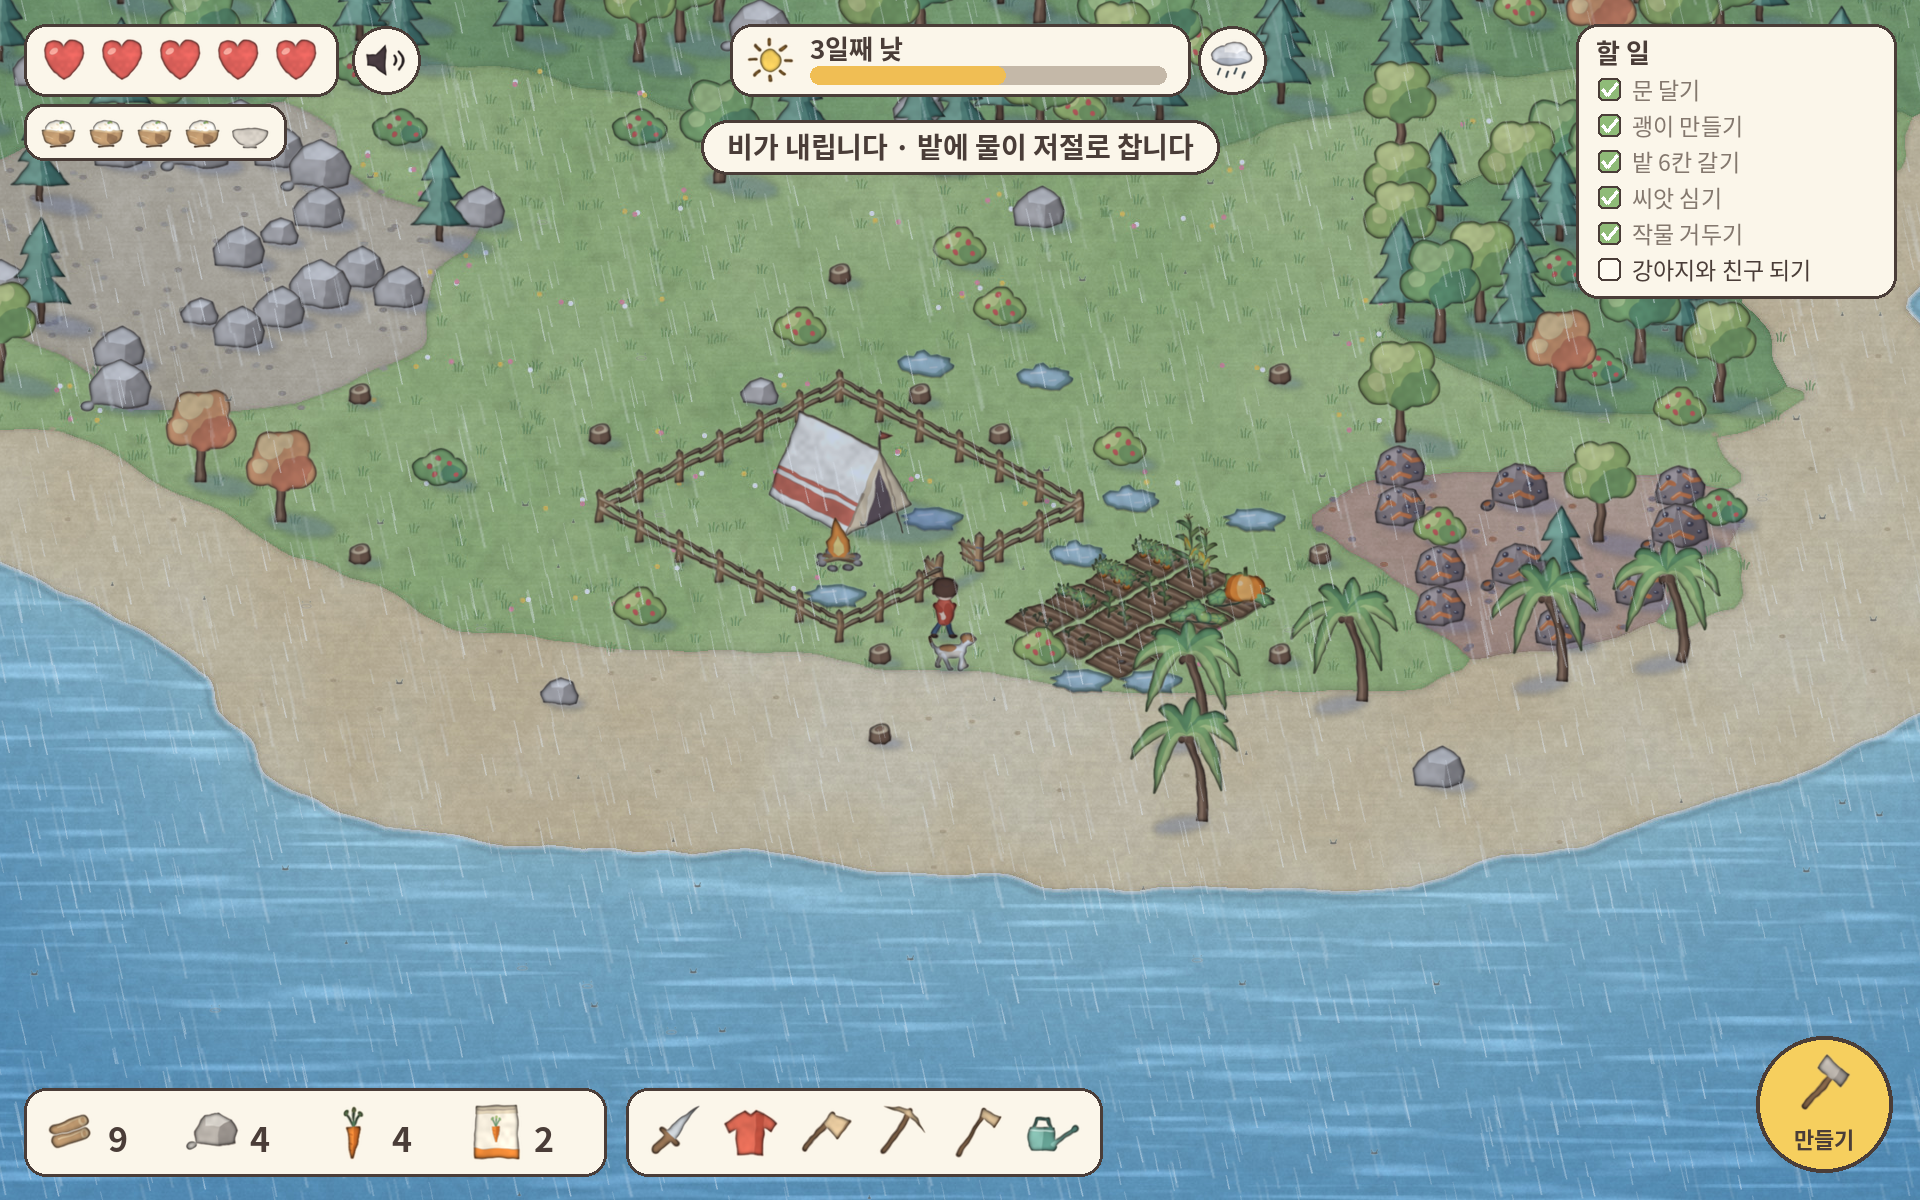 3일째 낮
비가 내립니다 · 밭에 물이 저절로 찹니다
할 일
문 달기
괭이 만들기
밭 6칸 갈기
씨앗 심기
작물 거두기
강아지와 친구 되기
9
4
4
2
만들기